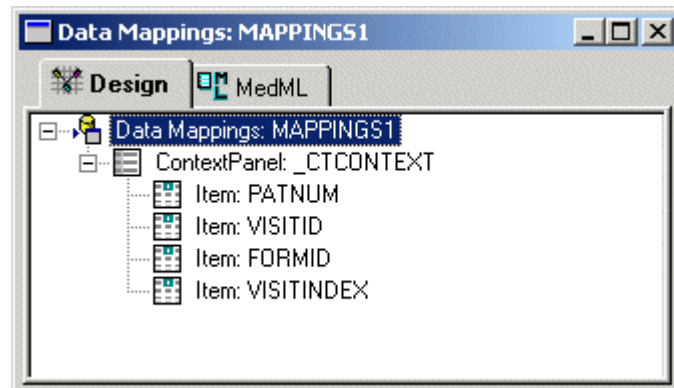 Data Mappings: MAPPINGS1
Design MedML
Data Mappings: MAPPINGS1
ContextPanel: _CTCONTEXT
Item: PATNUM
Item: VISITID
Item: FORMID
Item: VISITINDEX